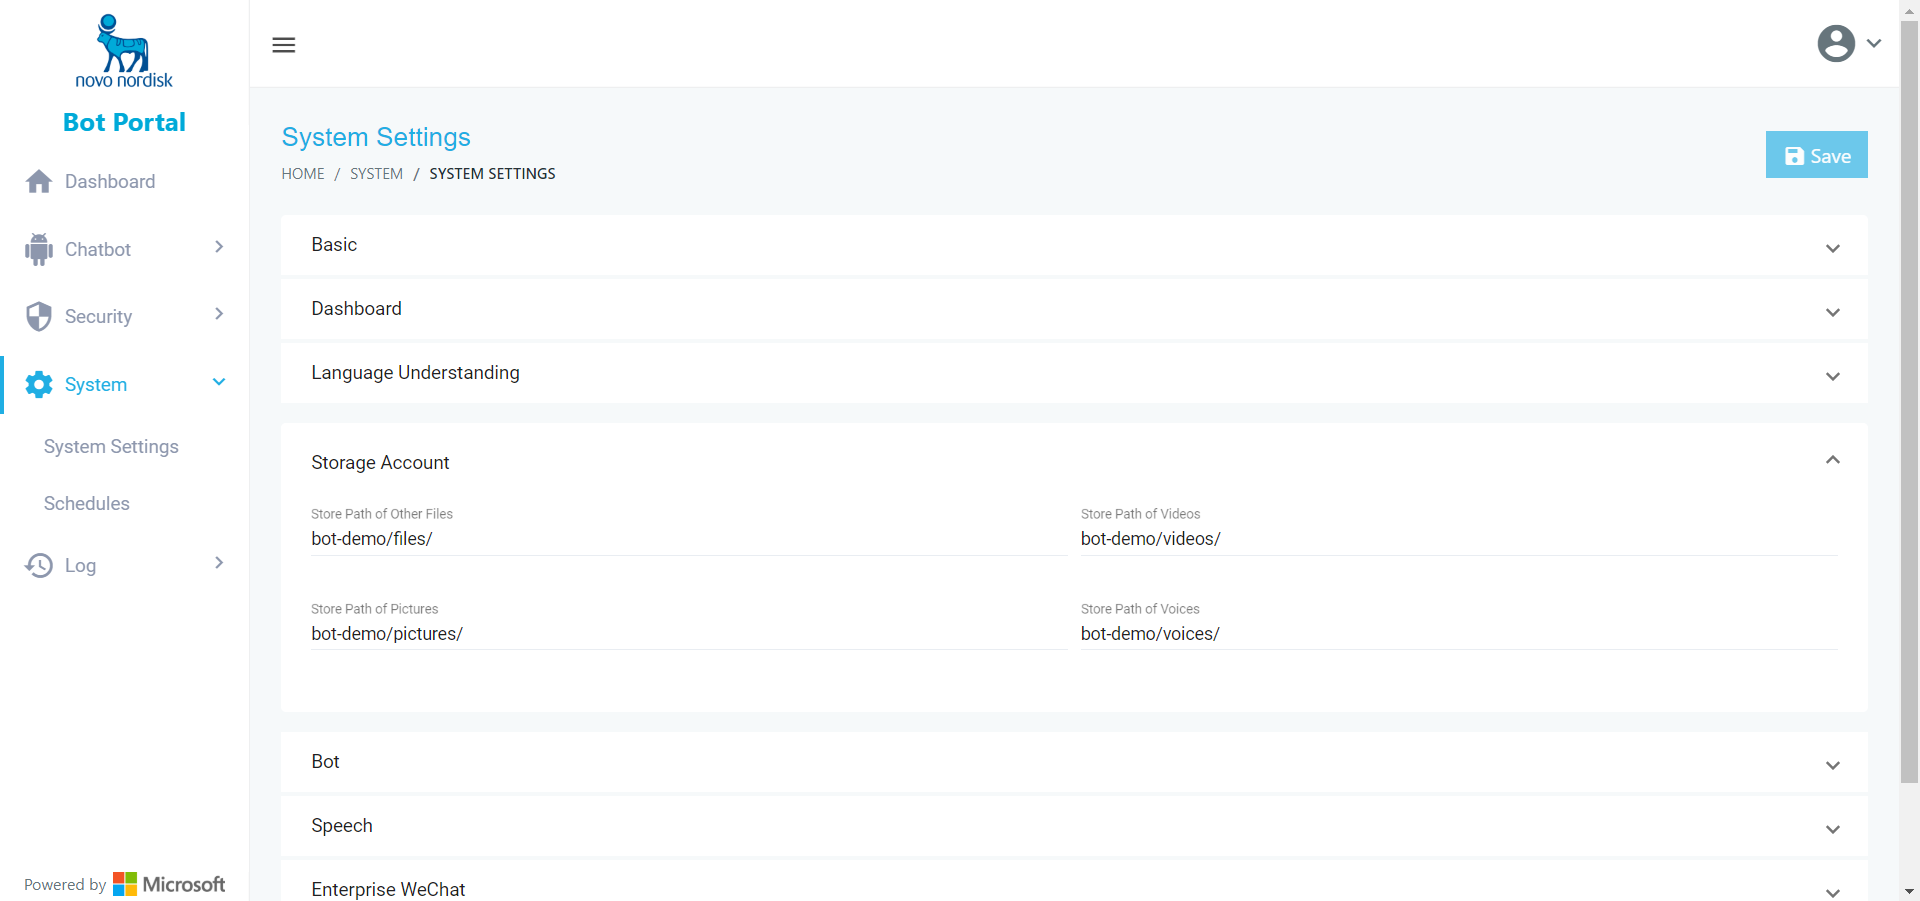 novo nordisk
Bot Portal
Dashboard
Chatbot
Security
System
System Settings
Schedules
Log
Powered by Microsoft
System Settings
HOME / SYSTEM / SYSTEM SETTINGS
Save
Basic
Dashboard
Language Understanding
Storage Account
Store Path of Other Files
bot-demo/files/
Store Path of Videos
bot-demo/videos/
Store Path of Pictures
bot-demo/pictures/
Store Path of Voices
bot-demo/voices/
Bot
Speech
Enterprise WeChat